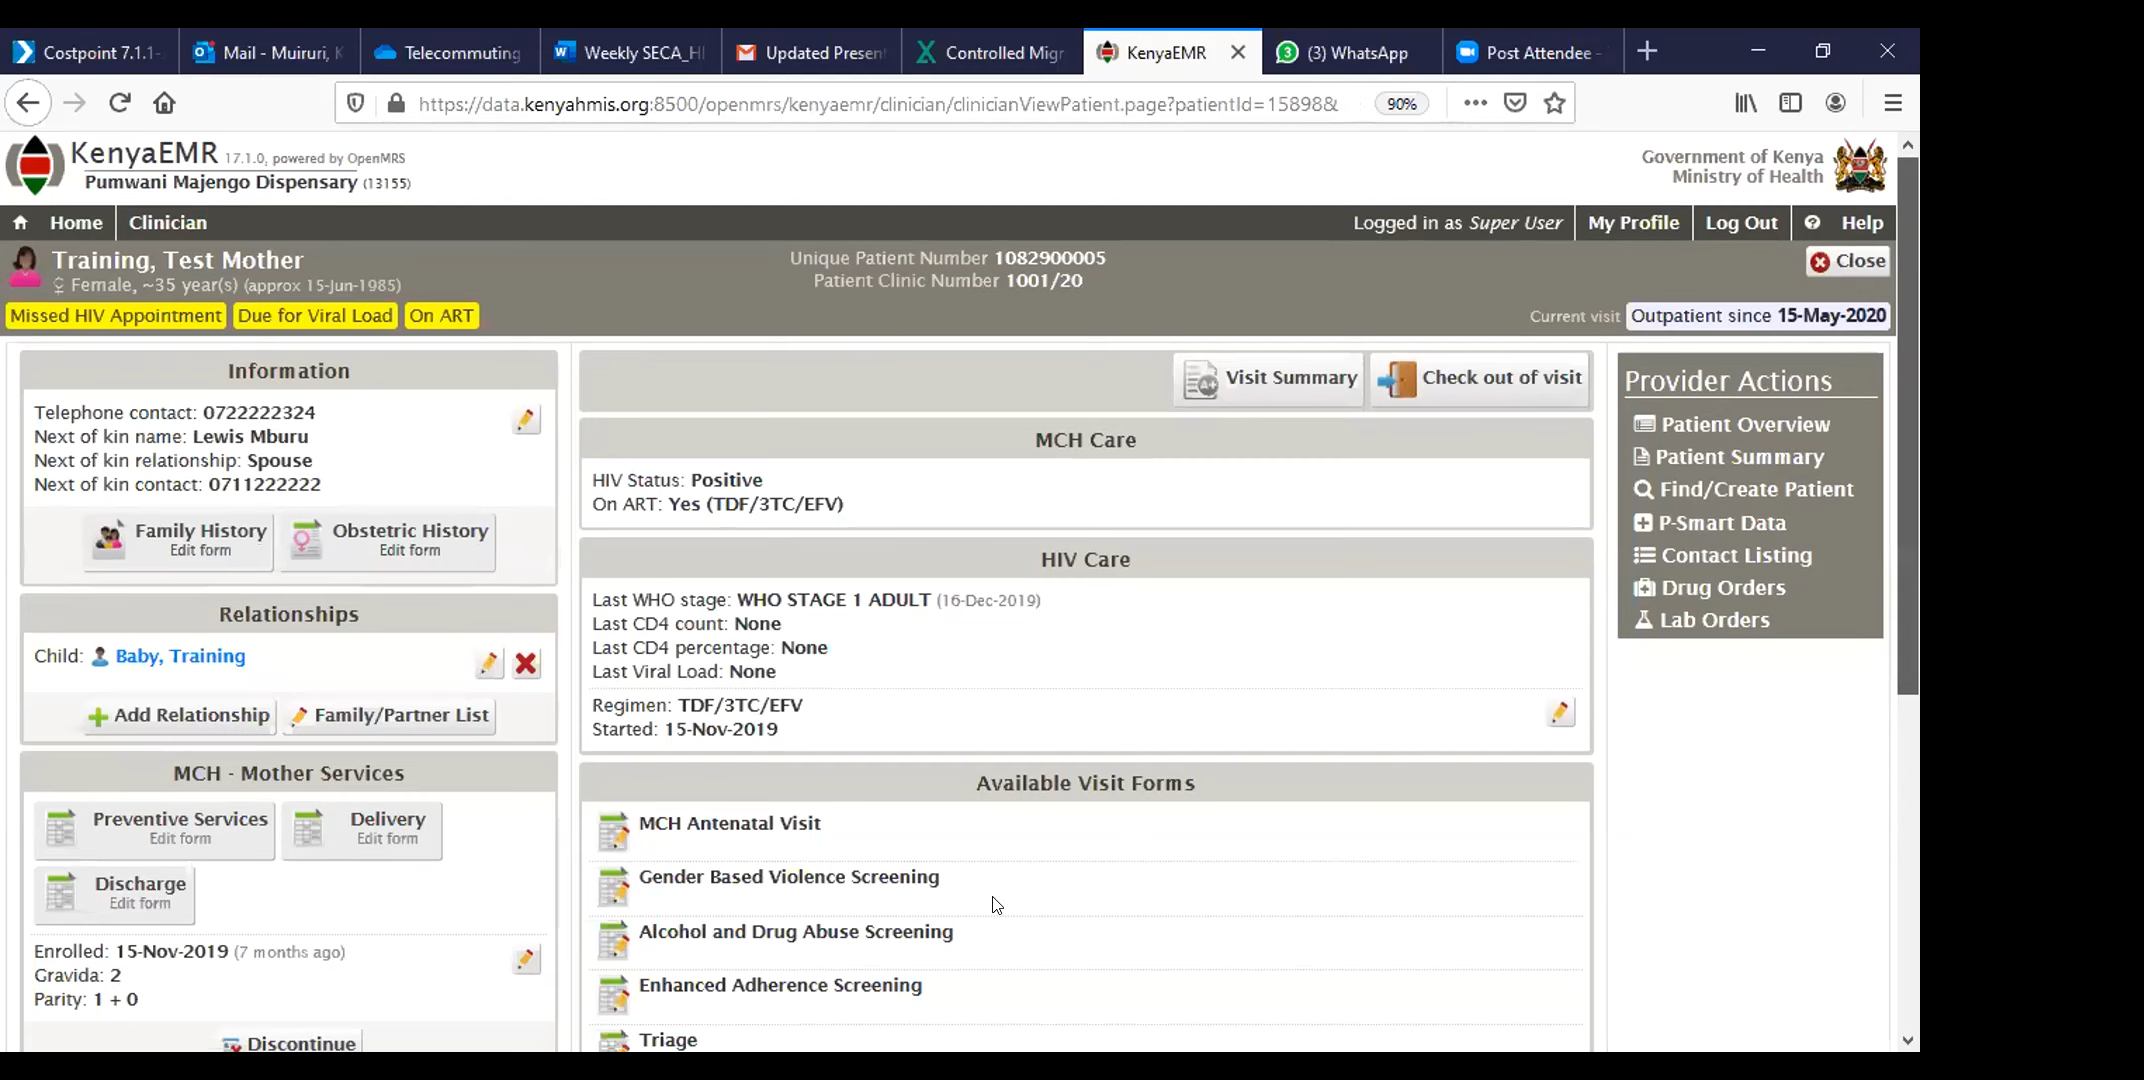 Costpoint 7.1.1-
Mail - Muiruri, K
Telecommuting
Weekly SECA_HI
Updated Present
Controlled Migr
KenyaEMR
(3) WhatsApp
Post Attendee -
https://data.kenyahmis.org:8500/openmrs/kenyaemr/clinician/clinicianViewPatient.page?patientId=15898&
90%
KenyaEMR 17.1.0, powered by OpenMRS
Pumwani Majengo Dispensary (13155)
Government of Kenya
Ministry of Health
Home
Clinician
Logged in as Super User
My Profile
Log Out
Help
Training, Test Mother
Female, ~35 year(s) (approx 15-Jun-1985)
Unique Patient Number 1082900005
Patient Clinic Number 1001/20
Close
Missed HIV Appointment
Due for Viral Load
On ART
Current visit
Outpatient since 15-May-2020
Information
Telephone contact: 0722222324
Next of kin name: Lewis Mburu
Next of kin relationship: Spouse
Next of kin contact: 0711222222
Family History
Edit form
Obstetric History
Edit form
Relationships
Child: Baby, Training
Add Relationship
Family/Partner List
MCH - Mother Services
Preventive Services
Edit form
Delivery
Edit form
Discharge
Edit form
Enrolled: 15-Nov-2019 (7 months ago)
Gravida: 2
Parity: 1 + 0
Discontinue
Visit Summary
Check out of visit
MCH Care
HIV Status: Positive
On ART: Yes (TDF/3TC/EFV)
HIV Care
Last WHO stage: WHO STAGE 1 ADULT (16-Dec-2019)
Last CD4 count: None
Last CD4 percentage: None
Last Viral Load: None
Regimen: TDF/3TC/EFV
Started: 15-Nov-2019
Available Visit Forms
MCH Antenatal Visit
Gender Based Violence Screening
Alcohol and Drug Abuse Screening
Enhanced Adherence Screening
Triage
Provider Actions
Patient Overview
Patient Summary
Find/Create Patient
P-Smart Data
Contact Listing
Drug Orders
Lab Orders